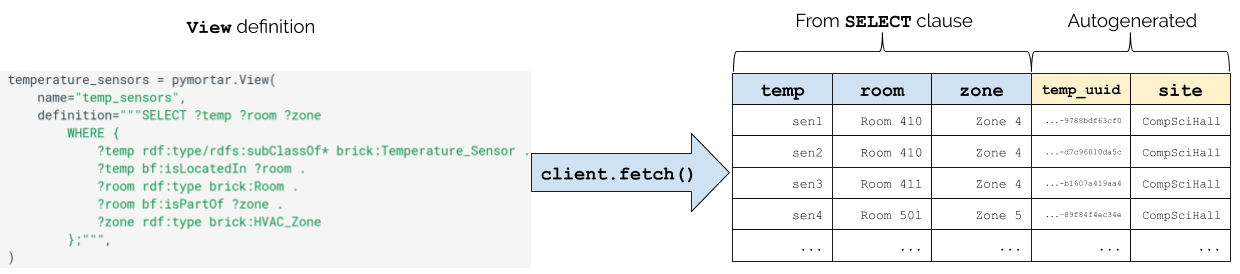 View definition
temperature_sensors = pymortar.View(
    name="temp_sensors",
    definition="""SELECT ?temp ?room ?zone
        WHERE {
            ?temp rdf:type/rdfs:subClassOf* brick:Temperature_Sensor .
            ?temp bf:isLocatedIn ?room .
            ?room rdf:type brick:Room .
            ?room bf:isPartOf ?zone .
            ?zone rdf:type brick:HVAC_Zone
        };""",
)
client.fetch()
From SELECT clause Autogenerated
temp room zone temp_uuid site
sen1 Room 410 Zone 4 ...-9788bdf63cf0 CompSciHall
sen2 Room 410 Zone 4 ...-d7c96010da5c CompSciHall
sen3 Room 411 Zone 4 ...-b1607a419aa4 CompSciHall
sen4 Room 501 Zone 5 ...-89f84f4ec34e CompSciHall
... ... ... ... ...